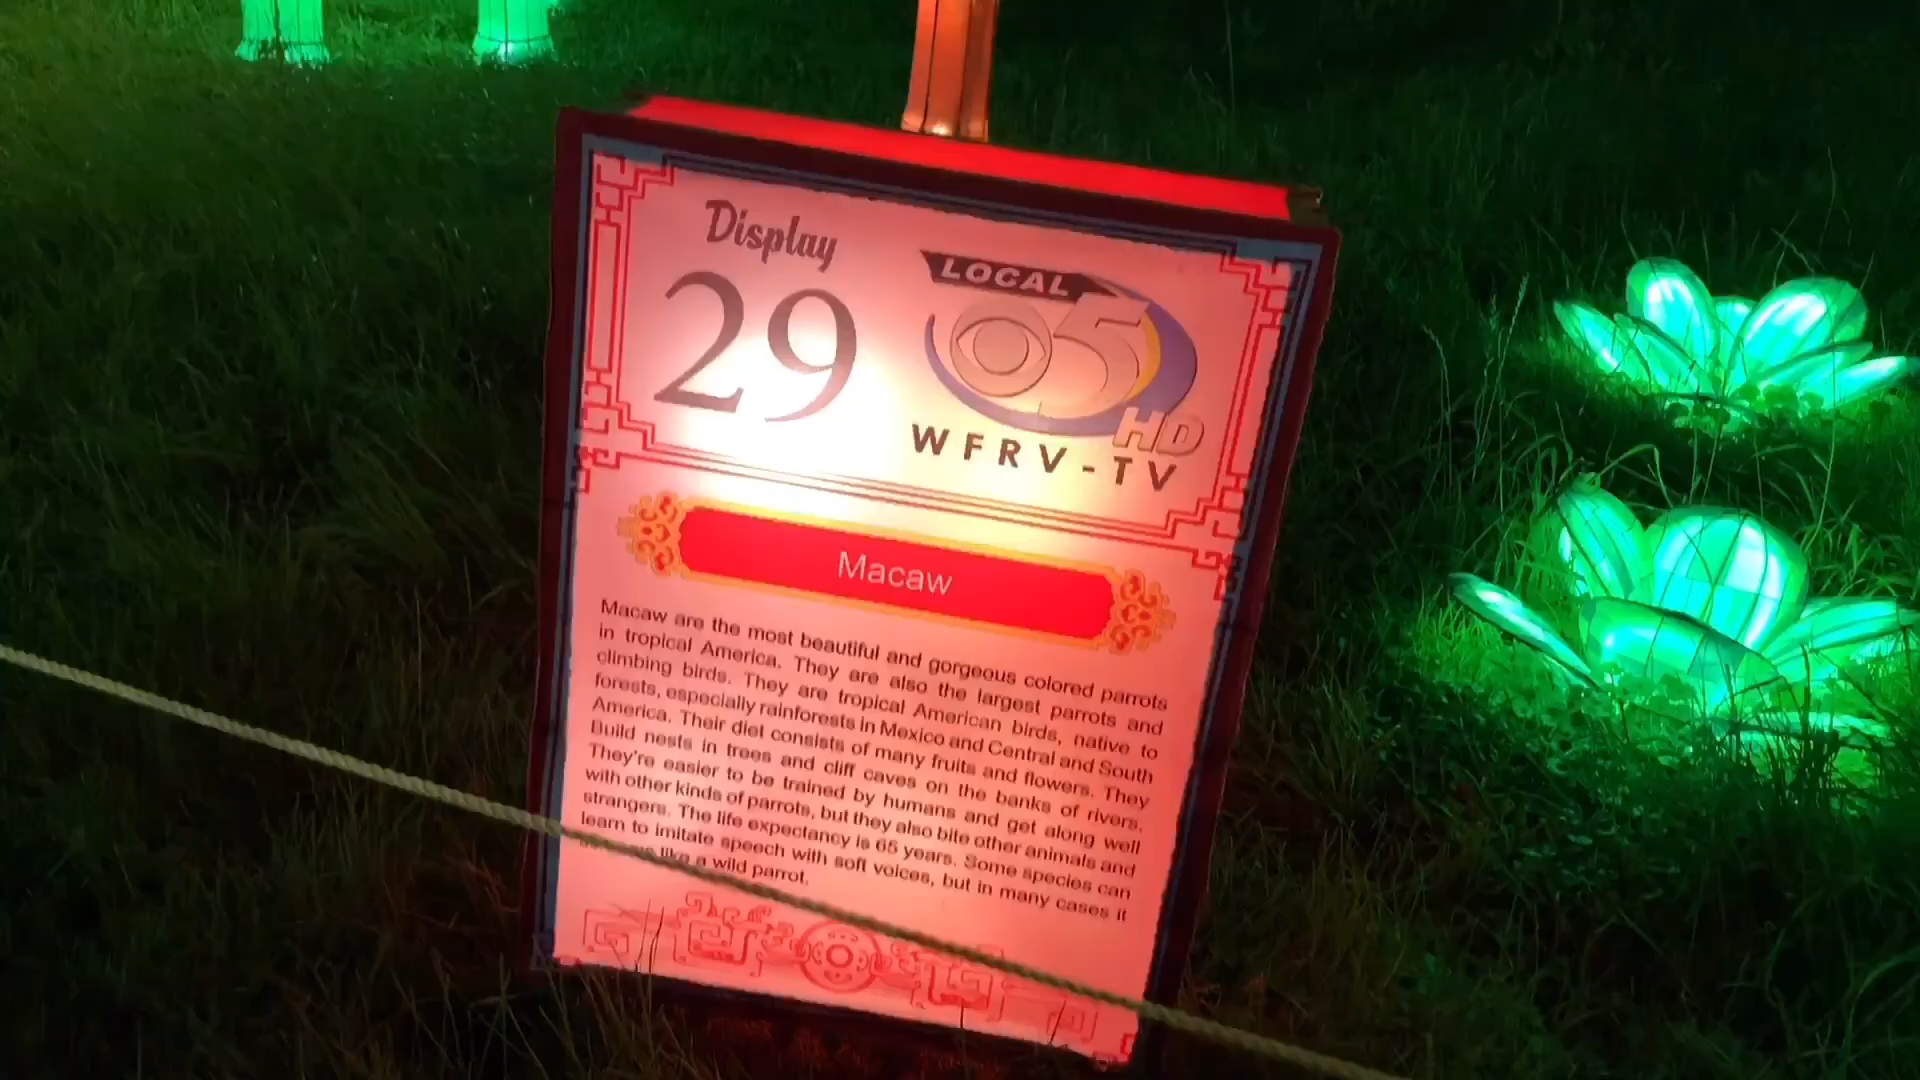 Display
29
LOCAL
5
HD
WFRV-TV
Macaw
Macaw are the most beautiful and gorgeous colored parrots
in tropical America. They are also the largest parrots and
climbing birds. They are tropical American birds, native to
forests, especially rainforests in Mexico and Central and South
America. Their diet consists of many fruits and flowers. They
Build nests in trees and cliff caves on the banks of rivers.
They're easier to be trained by humans and get along well
with other kinds of parrots, but they also bite other animals and
strangers. The life expectancy is 65 years. Some species can
learn to imitate speech with soft voices, but in many cases it
like a wild parrot.